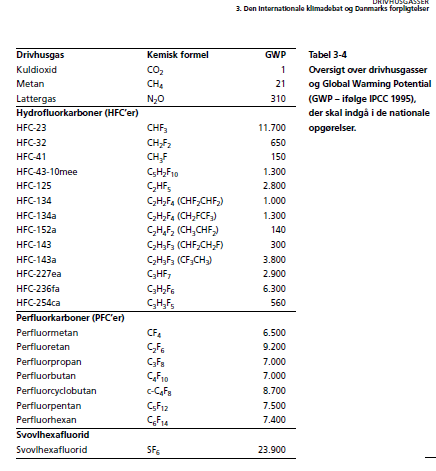 DRIVHUSGASSER
3. Den internationale klimadebat og Danmarks forpligtelser
Drivhusgas Kemisk formel GWP
Kuldioxid CO₂ 1
Metan CH₄ 21
Lattergas N₂O 310
Hydrofluorkarboner (HFC'er)
HFC-23 CHF₃ 11.700
HFC-32 CH₂F₂ 650
HFC-41 CH₃F 150
HFC-43-10mee C₅H₂F₁₀ 1.300
HFC-125 C₂HF₅ 2.800
HFC-134 C₂H₂F₄ (CHF₂CHF₂) 1.000
HFC-134a C₂H₂F₄ (CH₂FCF₃) 1.300
HFC-152a C₂H₄F₂ (CH₃CHF₂) 140
HFC-143 C₂H₃F₃ (CHF₂CH₂F) 300
HFC-143a C₂H₃F₃ (CF₃CH₃) 3.800
HFC-227ea C₃HF₇ 2.900
HFC-236fa C₃H₂F₆ 6.300
HFC-254ca C₃H₃F₅ 560
Perfluorkarboner (PFC'er)
Perfluormetan CF₄ 6.500
Perfluoretan C₂F₆ 9.200
Perfluorpropan C₃F₈ 7.000
Perfluorbutan C₄F₁₀ 7.000
Perfluorcyclobutan c-C₄F₈ 8.700
Perfluorpentan C₅F₁₂ 7.500
Perfluorhexan C₆F₁₄ 7.400
Svovlhexafluorid
Svovlhexafluorid SF₆ 23.900
Tabel 3-4
Oversigt over drivhusgasser
og Global Warming Potential
(GWP – ifølge IPCC 1995),
der skal indgå i de nationale
opgørelser.